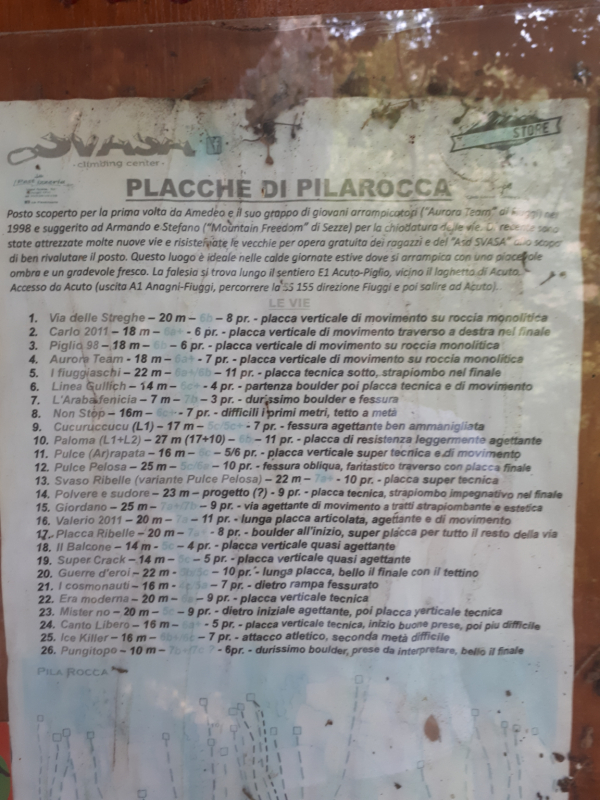 SVASA
- climbing center -
STORE
PLACCHE DI PILAROCCA
Posto scoperto per la prima volta da Amedeo e il suo gruppo di giovani arrampicatori ("Aurora Team" di Fiuggi) nel
1998 e suggerito ad Armando e Stefano ("Mountain Freedom" di Sezze) per la chiodatura delle vie. Di recente sono
state attrezzate molte nuove vie e risistemate le vecchie per opera gratuita dei ragazzi e del "Asd SVASA" allo scopo
di ben rivalutare il posto. Questo luogo è ideale nelle calde giornate estive dove si arrampica con una piacevole
ombra e un gradevole fresco. La falesia si trova lungo il sentiero E1 Acuto-Piglio, vicino il laghetto di Acuto.
Accesso da Acuto (uscita A1 Anagni-Fiuggi, percorrere la SS 155 direzione Fiuggi e poi salire ad Acuto)..
LE VIE
1. Via delle Streghe – 20 m – 6b – 8 pr. - placca verticale di movimento su roccia monolitica
2. Carlo 2011 – 18 m – 6a+ - 6 pr. - placca verticale di movimento traverso a destra nel finale
3. Piglio 98 – 18 m – 6b – 6 pr. - placca verticale di movimento su roccia monolitica
4. Aurora Team - 18 m – 6a+ - 7 pr. - placca verticale di movimento su roccia monolitica
5. I fiuggiaschi – 22 m – 6a+/6b – 11 pr. - placca tecnica sotto, strapiombo nel finale
6. Linea Gullich – 14 m – 6c+ - 4 pr. - partenza boulder poi placca tecnica e di movimento
7. L'Araba fenicia – 7 m – 7b – 3 pr. - durissimo boulder e fessura
8. Non Stop – 16m – 6c+ - 7 pr. - difficili i primi metri, tetto a metà
9. Cucuruccucu (L1) – 17 m – 5c/5c+ - 7 pr. - fessura agettante ben ammanigliata
10. Paloma (L1+L2) – 27 m (17+10) – 6b – 11 pr. - placca di resistenza leggermente agettante
11. Pulce (Ar)rapata – 16 m – 6c – 5/6 pr. - placca verticale super tecnica e di movimento
12. Pulce Pelosa – 25 m – – 10 pr. - fessura obliqua, fantastico traverso con placca finale
13. Svaso Ribelle (variante Pulce Pelosa) – 22 m – 7a+ - 10 pr. - placca super tecnica
14. Polvere e sudore – 23 m – progetto (?) - 9 pr. - placca tecnica, strapiombo impegnativo nel finale
15. Giordano – 25 m – 7a+/7b – 9 pr. - via agettante di movimento a tratti strapiombante e estetica
16. Valerio 2011 – 20 m – 7a – 11 pr. - lunga placca articolata, agettante e di movimento
17. Placca Ribelle – 20 m – 7a+ - 8 pr. - boulder all'inizio, super placca per tutto il resto della via
18. Il Balcone – 14 m – 5c – 4 pr. - placca verticale quasi agettante
19. Super Crack – 14 m – – 5 pr. - placca verticale quasi agettante
20. Guerre d'eroi – 22 m – – 10 pr. - lunga placca, bello il finale con il tettino
21. I cosmonauti – 16 m – – 7 pr. - dietro rampa fessurato
22. Era moderna – 20 m – – 9 pr. - placca verticale tecnica
23. Mister no – 20 m – – 9 pr. - dietro iniziale agettante, poi placca verticale tecnica
24. Canto Libero – 16 m – - 5 pr. - placca verticale tecnica, inizio buone prese, poi più difficile
25. Ice Killer – 16 m – – 7 pr. - attacco atletico, seconda metà difficile
26. Pungitopo – 10 m – - 6pr. - durissimo boulder, prese da interpretare, bello il finale
PILA ROCCA